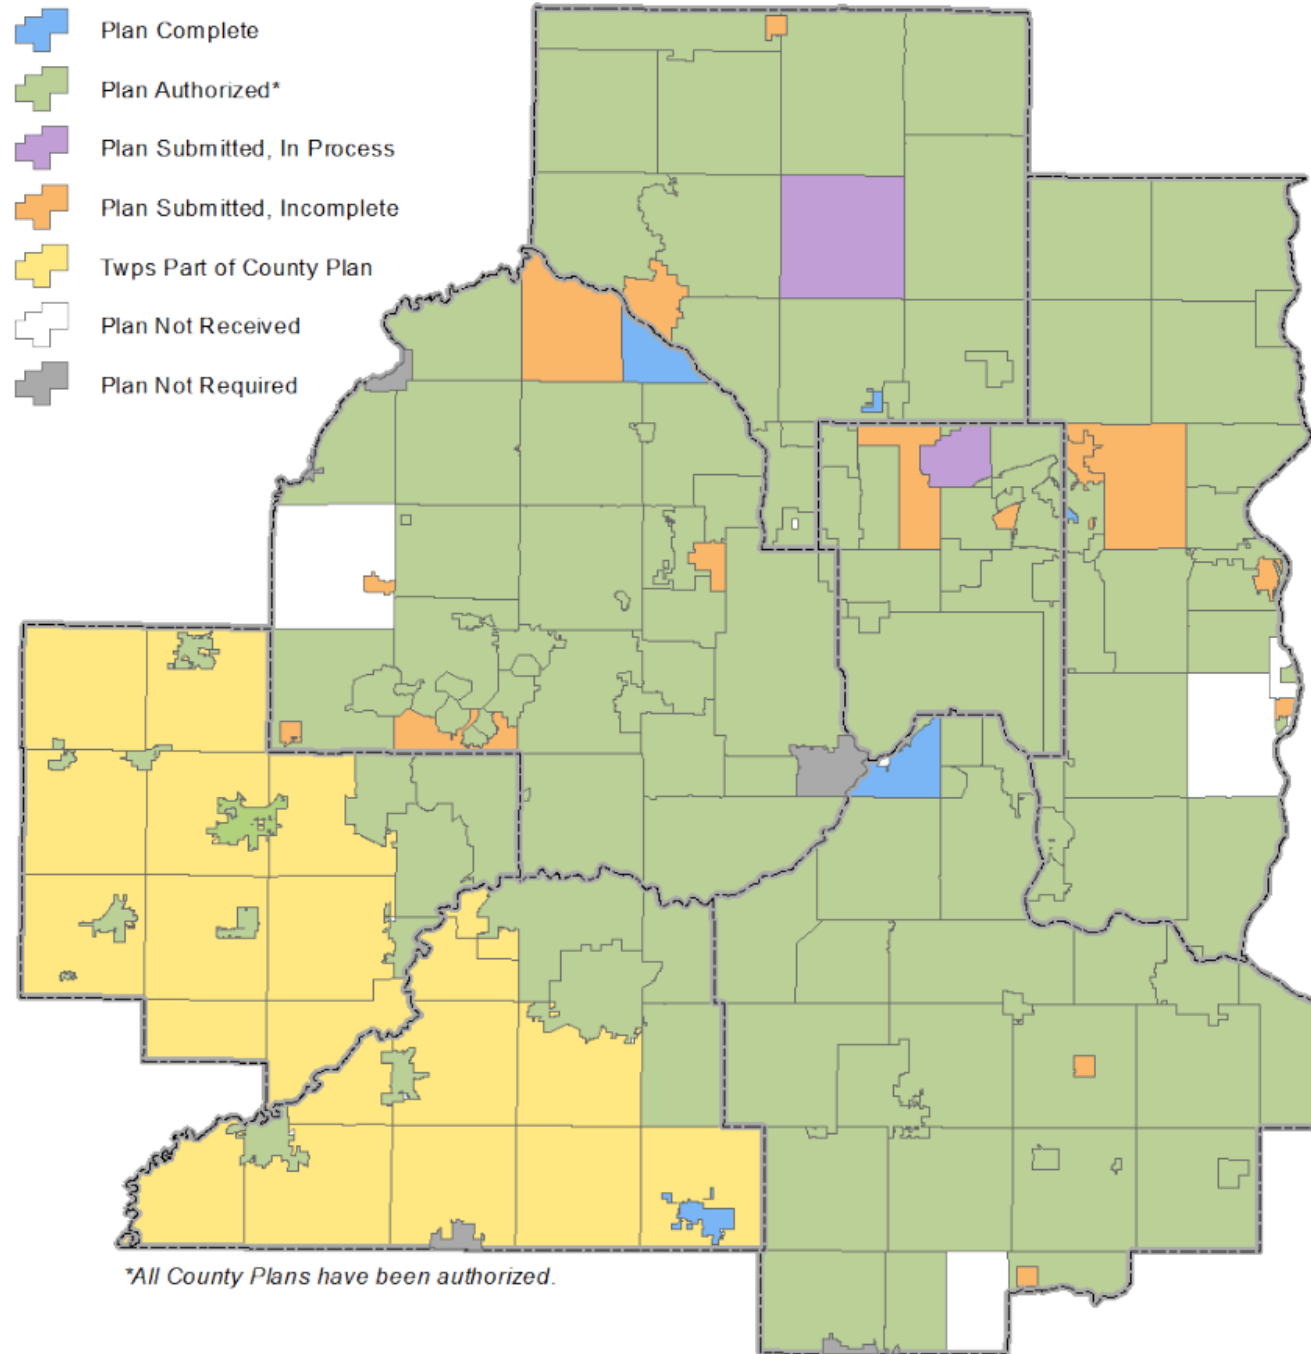 Plan Complete
Plan Authorized*
Plan Submitted, In Process
Plan Submitted, Incomplete
Twps Part of County Plan
Plan Not Received
Plan Not Required
*All County Plans have been authorized.